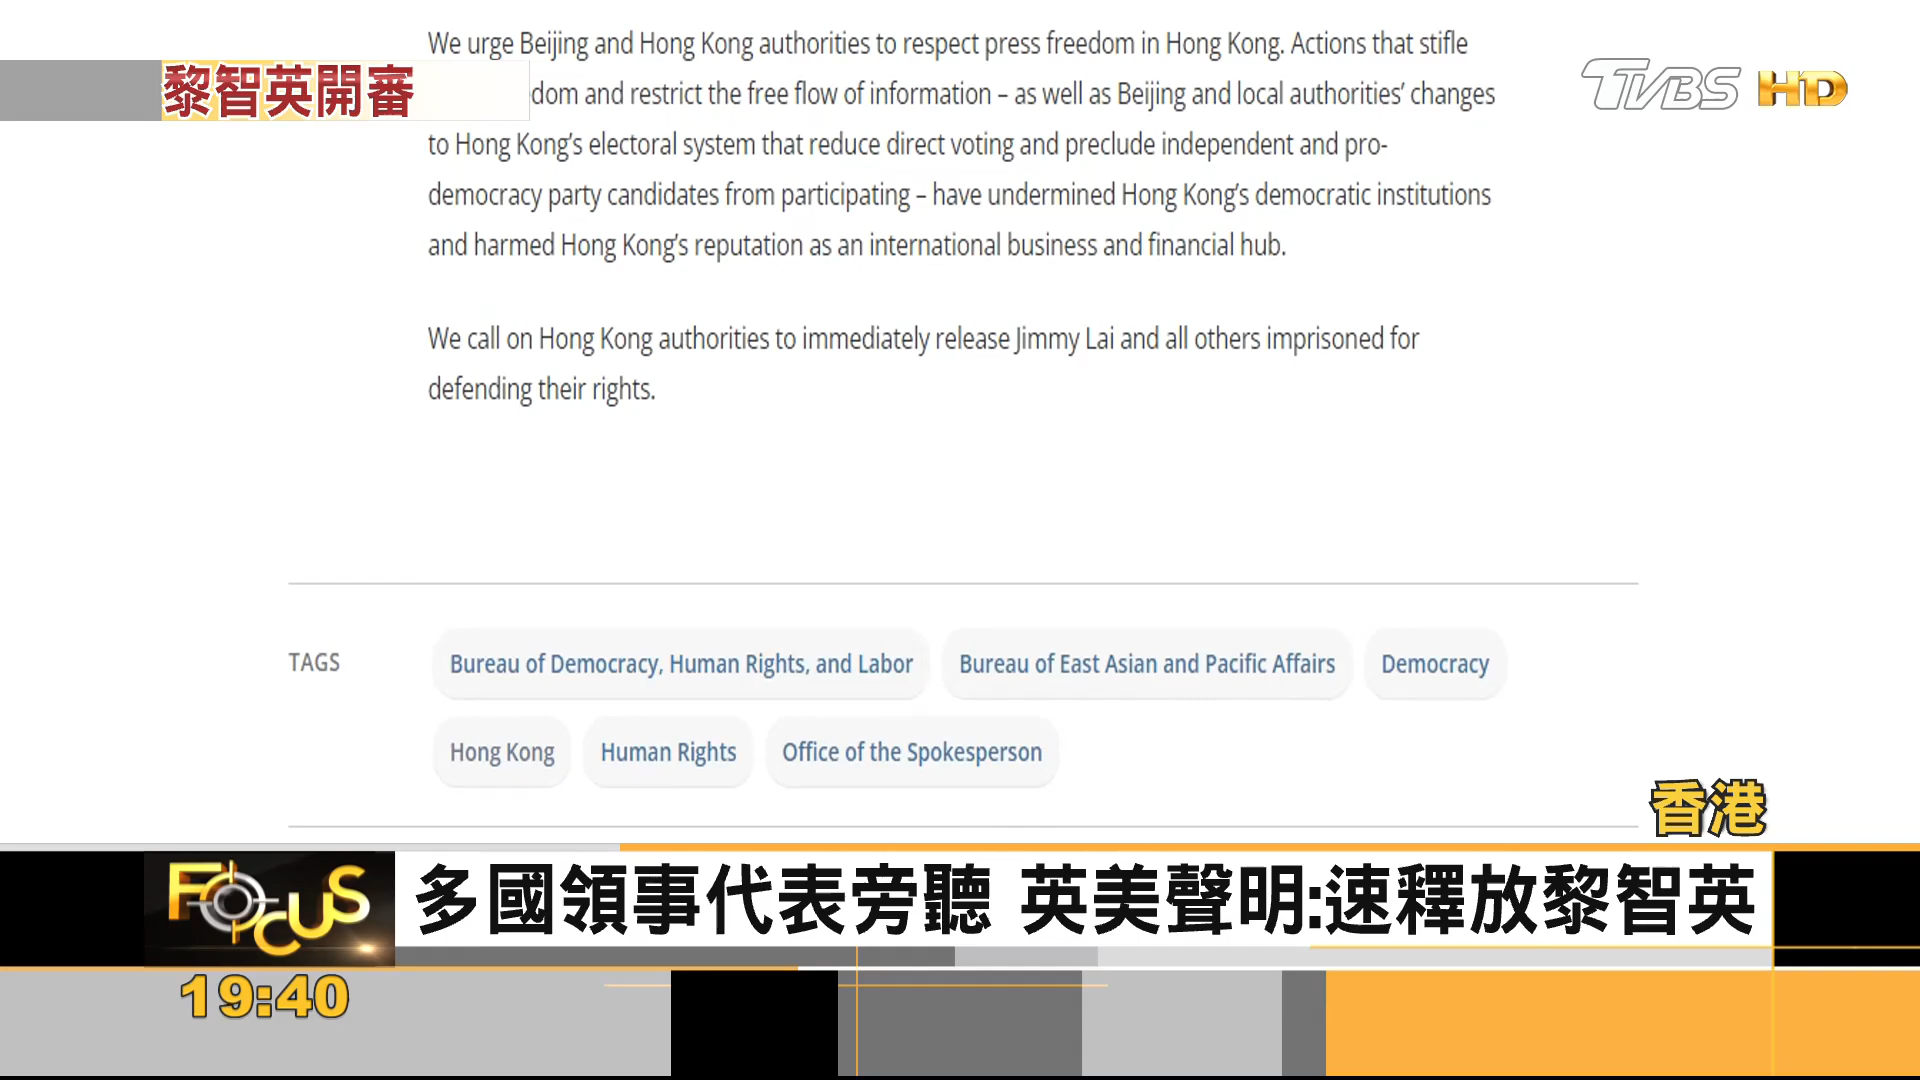 We urge Beijing and Hong Kong authorities to respect press freedom in Hong Kong. Actions that stifle
黎智英開審
TVBS HD
dom and restrict the free flow of information – as well as Beijing and local authorities’ changes
to Hong Kong’s electoral system that reduce direct voting and preclude independent and pro-
democracy party candidates from participating – have undermined Hong Kong’s democratic institutions
and harmed Hong Kong’s reputation as an international business and financial hub.
We call on Hong Kong authorities to immediately release Jimmy Lai and all others imprisoned for
defending their rights.
TAGS
Bureau of Democracy, Human Rights, and Labor
Bureau of East Asian and Pacific Affairs
Democracy
Hong Kong
Human Rights
Office of the Spokesperson
香港
FOCUS
多國領事代表旁聽 英美聲明:速釋放黎智英
19:40